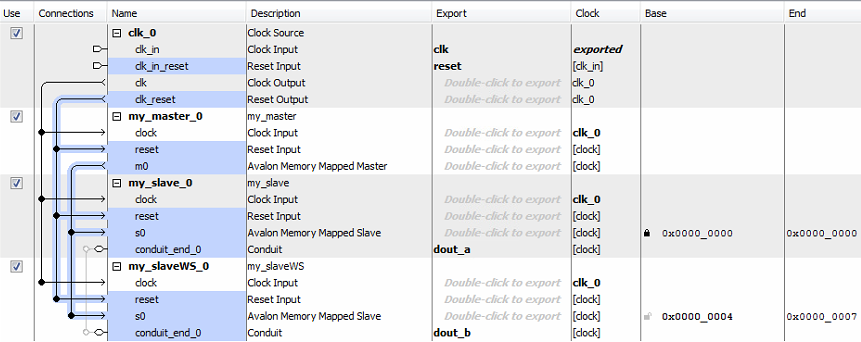 Use Connections Name Description Export Clock Base End
clk_0 Clock Source
clk_in Clock Input clk exported
clk_in_reset Reset Input reset [clk_in]
clk Clock Output Double-click to export clk_0
clk_reset Reset Output Double-click to export clk_0
my_master_0 my_master
clock Clock Input Double-click to export clk_0
reset Reset Input Double-click to export [clock]
m0 Avalon Memory Mapped Master Double-click to export [clock]
my_slave_0 my_slave
clock Clock Input Double-click to export clk_0
reset Reset Input Double-click to export [clock]
s0 Avalon Memory Mapped Slave Double-click to export [clock] 0x0000_0000 0x0000_0000
conduit_end_0 Conduit dout_a
my_slaveWS_0 my_slaveWS
clock Clock Input Double-click to export clk_0
reset Reset Input Double-click to export [clock]
s0 Avalon Memory Mapped Slave Double-click to export [clock] 0x0000_0004 0x0000_0007
conduit_end_0 Conduit dout_b